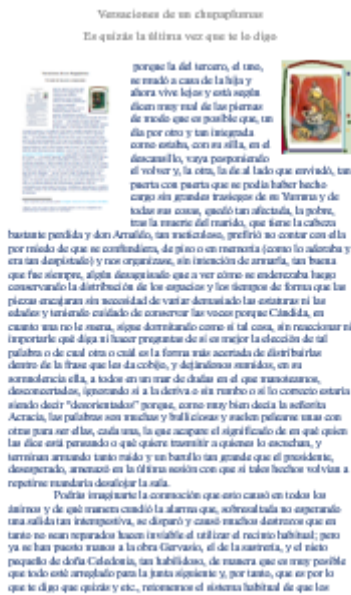 Versaciones de un chupaplumas
Es quizás la última vez que te lo digo
porque la del tercero, el uno,
se mudó a casa de la hija y
ahora vive lejos y está según
dicen muy mal de las piernas
de modo que es posible que, un
día por otro y tan integrada
como estaba, con su silla, en el
descansillo, vaya posponiendo
el volver y, la otra, la de al lado que enviudó, tan
puerta con puerta que se podía haber hecho
cargo sin grandes trasiegos de su Yumma y de
todas sus cosas, quedó tan afectada, la pobre,
tras la muerte del marido, que tiene la cabeza
bastante perdida y don Arnaldo, tan meticuloso, prefirió no contar con ella
por miedo de que se confundiera, de piso o en memoria (como lo adoraba y
era tan despistado) y nos organizase, sin intención de armarla, tan buena
que fue siempre, algún desaguisado que a ver cómo se enderezaba luego
conservando la distribución de los espacios y los tiempos de forma que las
piezas encajaran sin necesidad de variar demasiado las estaturas ni las
edades y teniendo cuidado de conservar las voces porque Cándida, en
cuanto una no le suena, sigue dormitando como si tal cosa, sin reaccionar ni
importarle qué diga ni hacer preguntas de si es mejor la elección de tal
palabra o de cual otra o cuál es la forma más acertada de distribuirlas
dentro de la frase que les da cobijo, y dejándonos sumidos, en su
somnolencia ella, a todos en un mar de dudas en el que manoteamos,
desconcertados, ignorando si a la deriva o sin rumbo o si lo correcto estaría
siendo decir "desorientados" porque, como muy bien decía la señorita
Acracia, las palabras son muchas y bulliciosas y suelen pelearse unas con
otras para ser ellas, cada una, la que acapare el significado de en qué quien
las dice está pensando o qué quiere trasmitir a quienes lo escuchan, y
terminan armando tanto ruido y un barullo tan grande que el presidente,
desesperado, amenazó en la última sesión con que si tales hechos volvían a
repetirse mandaría desalojar la sala.
Podrás imaginarte la conmoción que esto causó en todos los
ánimos y de qué manera cundió la alarma que, sobresaltada no esperando
una salida tan intempestiva, se disparó y causó muchos destrozos que en
tanto no sean reparados hacen inviable el utilizar el recinto habitual; pero
ya se han puesto manos a la obra Gervasio, el de la sastrería, y el nieto
pequeño de doña Celedonia, tan habilidoso, de manera que es muy posible
que todo esté arreglado para la junta siguiente y, por tanto, que es por lo
que te digo que quizás y etc., retomemos el sistema habitual de que los